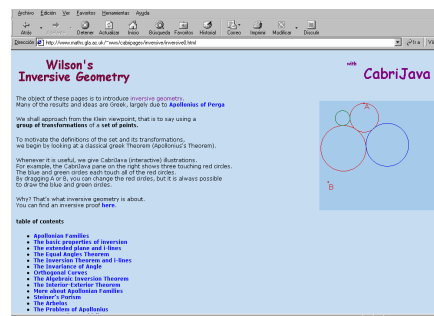 Archivo Edición Ver Favoritos Herramientas Ayuda
Atrás Detener Actualizar Inicio Búsqueda Favoritos Historial Correo Imprimir Modificar Discutir
Dirección http://www.maths.gla.ac.uk/~wws/cabripages/inversive/inversive0.html Ir a
Wilson's
Inversive Geometry
with
CabriJava
The object of these pages is to introduce inversive geometry.
Many of the results and ideas are Greek, largely due to Apollonius of Perga
We shall approach from the Klein viewpoint, that is to say using a
group of transformations of a set of points.
To motivate the definitions of the set and its transformations,
we begin by looking at a classical greek Theorem (Apollonius's Theorem).
Whenever it is useful, we give CabriJava (interactive) illustrations.
For example, the CabriJava pane on the right shows three touching red circles.
The blue and green circles each touch all of the red circles.
By dragging A or B, you can change the red circles, but it is always possible
to draw the blue and green circles.
Why? That's what inversive geometry is about.
You can find an inversive proof here.
A
B
table of contents
Apollonian Families
The basic properties of inversion
The extended plane and i-lines
The Equal Angles Theorem
The Inversion Theorem and i-lines
The Invariance of Angle
Orthogonal Curves
The Algebraic Inversion Theorem
The Interior-Exterior Theorem
More about Apollonian Families
Steiner's Porism
The Arbelos
The Problem of Apollonius